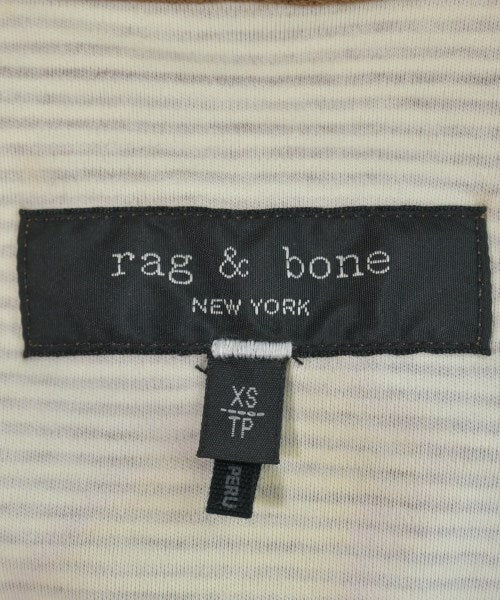 rag & bone
NEW YORK
XS
TP
PERU